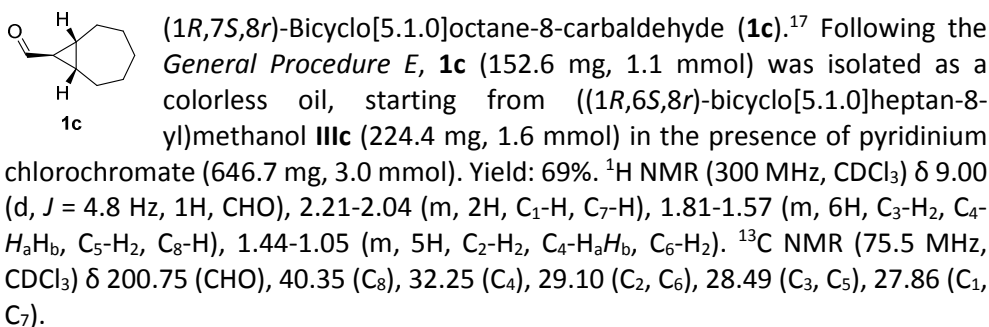 (1R,7S,8r)-Bicyclo[5.1.0]octane-8-carbaldehyde (1c).¹⁷ Following the
General Procedure E, 1c (152.6 mg, 1.1 mmol) was isolated as a
colorless oil, starting from ((1R,6S,8r)-bicyclo[5.1.0]heptan-8-
yl)methanol IIIc (224.4 mg, 1.6 mmol) in the presence of pyridinium
chlorochromate (646.7 mg, 3.0 mmol). Yield: 69%. ¹H NMR (300 MHz, CDCl₃) δ 9.00
(d, J = 4.8 Hz, 1H, CHO), 2.21-2.04 (m, 2H, C₁-H, C₇-H), 1.81-1.57 (m, 6H, C₃-H₂, C₄-
HₐH_b, C₅-H₂, C₈-H), 1.44-1.05 (m, 5H, C₂-H₂, C₄-HₐH_b, C₆-H₂). ¹³C NMR (75.5 MHz,
CDCl₃) δ 200.75 (CHO), 40.35 (C₈), 32.25 (C₄), 29.10 (C₂, C₆), 28.49 (C₃, C₅), 27.86 (C₁,
C₇).
H
O
H
1c